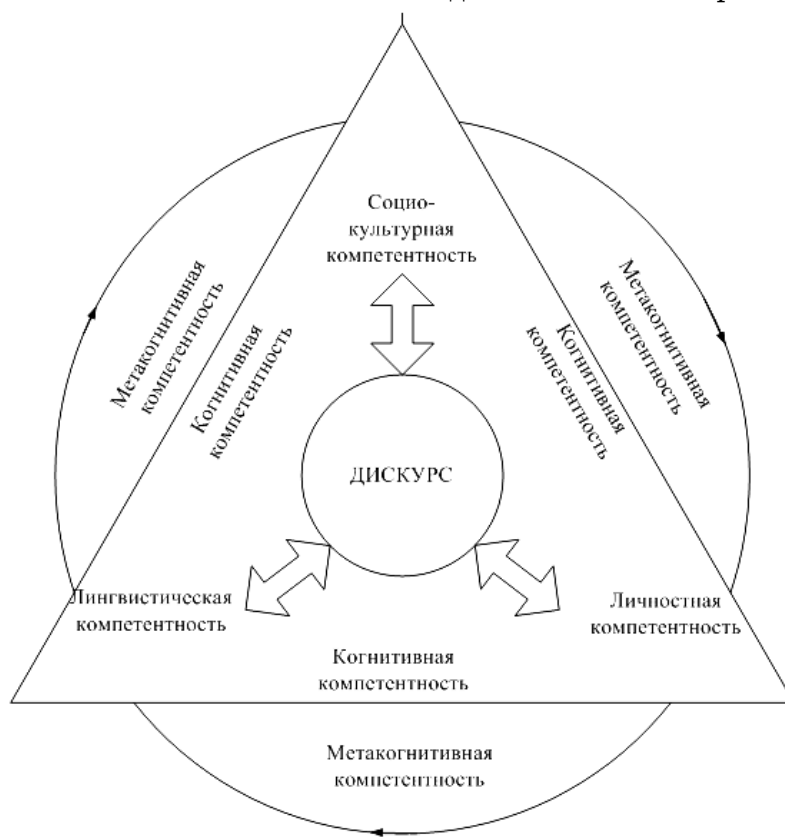 Социо-
культурная
компетентность
Метакогнитивная
компетентность
Когнитивная
компетентность
Метакогнитивная
компетентность
Когнитивная
компетентность
ДИСКУРС
Лингвистическая
компетентность
Личностная
компетентность
Когнитивная
компетентность
Метакогнитивная
компетентность